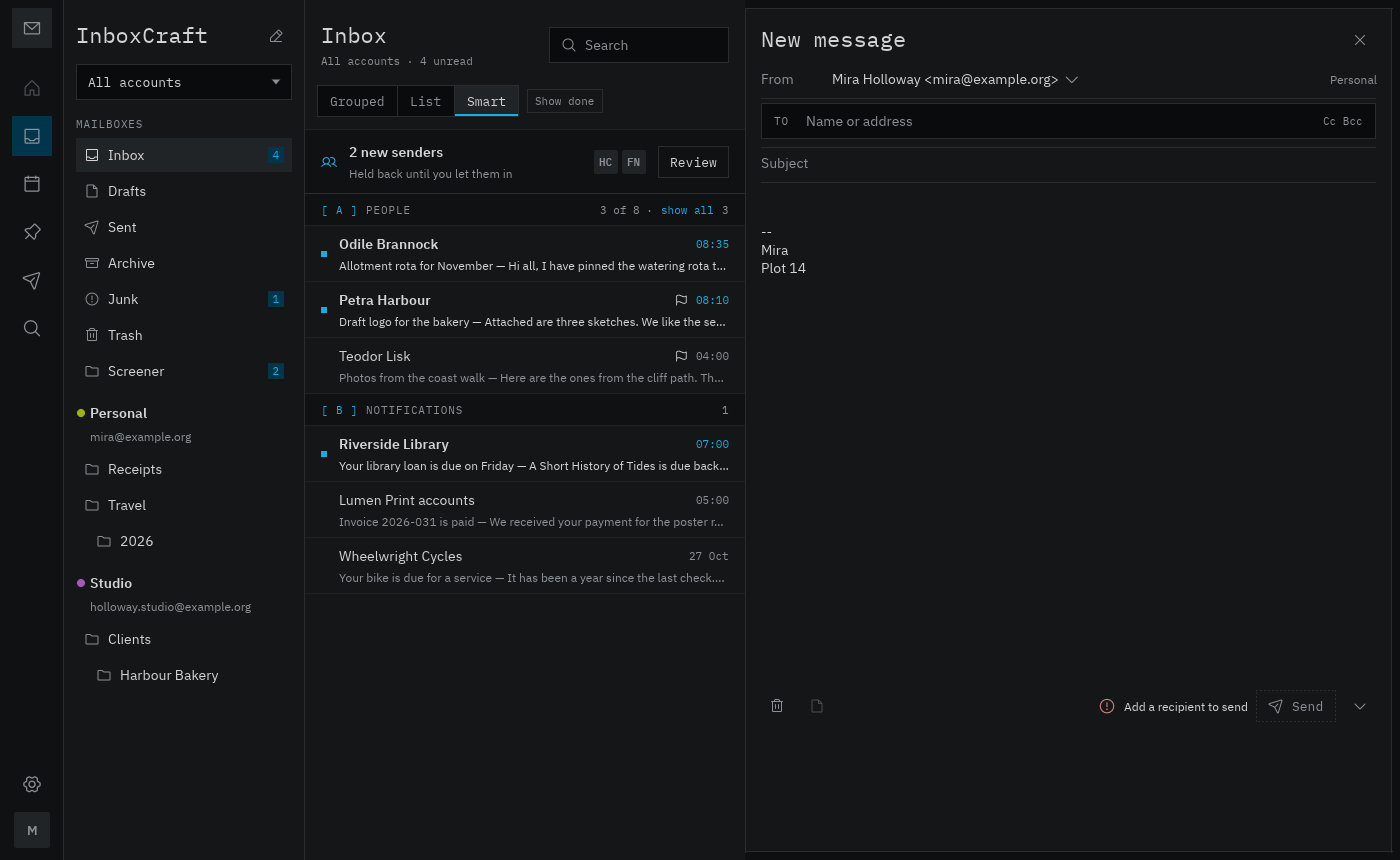 InboxCraft
All accounts
MAILBOXES
Inbox 4
Drafts
Sent
Archive
Junk 1
Trash
Screener 2
Personal
mira@example.org
Receipts
Travel
2026
Studio
holloway.studio@example.org
Clients
Harbour Bakery
M
Inbox
All accounts · 4 unread
Search
Grouped List Smart Show done
2 new senders
Held back until you let them in
HC FN Review
[ A ] PEOPLE 3 of 8 · show all 3
Odile Brannock 08:35
Allotment rota for November — Hi all, I have pinned the watering rota t…
Petra Harbour 08:10
Draft logo for the bakery — Attached are three sketches. We like the se…
Teodor Lisk 04:00
Photos from the coast walk — Here are the ones from the cliff path. Th…
[ B ] NOTIFICATIONS 1
Riverside Library 07:00
Your library loan is due on Friday — A Short History of Tides is due back…
Lumen Print accounts 05:00
Invoice 2026-031 is paid — We received your payment for the poster r…
Wheelwright Cycles 27 Oct
Your bike is due for a service — It has been a year since the last check.…
New message
From Mira Holloway <mira@example.org> Personal
TO Name or address Cc Bcc
Subject
--
Mira
Plot 14
Add a recipient to send Send